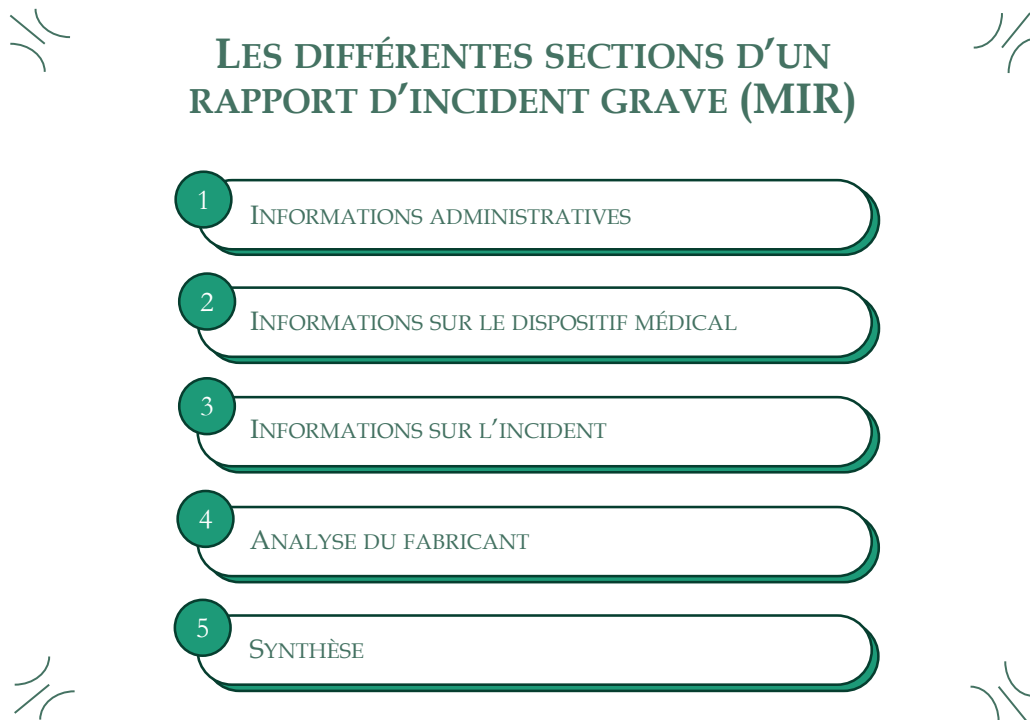 LES DIFFÉRENTES SECTIONS D’UN
RAPPORT D’INCIDENT GRAVE (MIR)
1
INFORMATIONS ADMINISTRATIVES
2
INFORMATIONS SUR LE DISPOSITIF MÉDICAL
3
INFORMATIONS SUR L’INCIDENT
4
ANALYSE DU FABRICANT
5
SYNTHÈSE